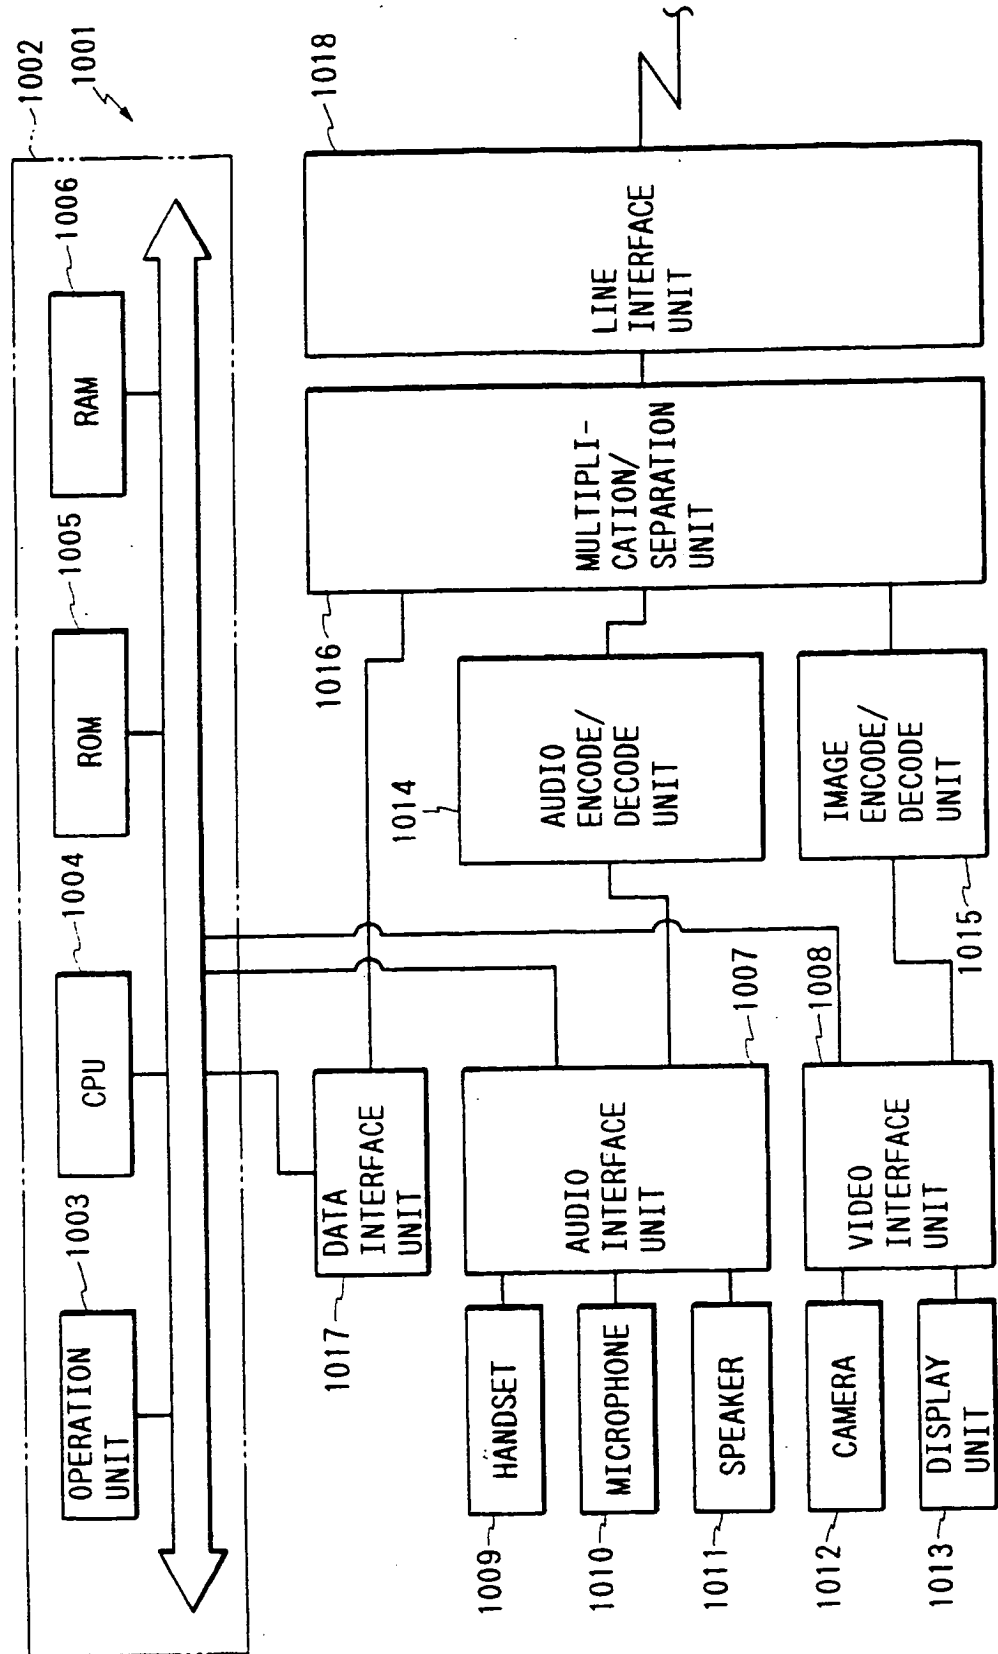 1002
1001
OPERATION
UNIT
1003
CPU
1004
ROM
1005
RAM
1006
1017
DATA
INTERFACE
UNIT
1016
1018
1009
HANDSET
1010
MICROPHONE
1011
SPEAKER
AUDIO
INTERFACE
UNIT
1007
1014
AUDIO
ENCODE/
DECODE
UNIT
MULTIPLI-
CATION/
SEPARATION
UNIT
LINE
INTERFACE
UNIT
1012
CAMERA
1013
DISPLAY
UNIT
VIDEO
INTERFACE
UNIT
1008
1015
IMAGE
ENCODE/
DECODE
UNIT